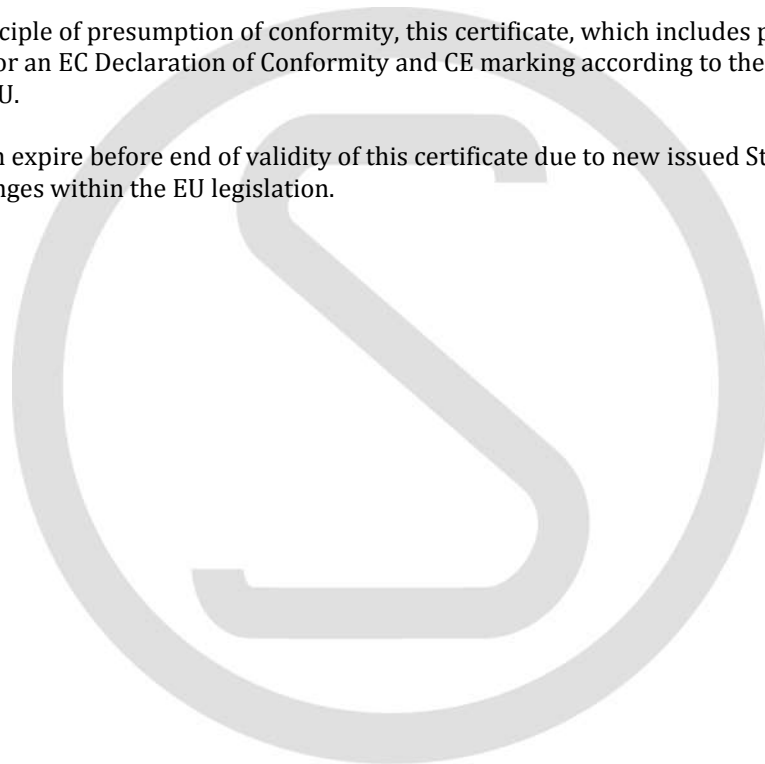 ciple of presumption of conformity, this certificate, which includes p
or an EC Declaration of Conformity and CE marking according to the
U.
n expire before end of validity of this certificate due to new issued St
nges within the EU legislation.
S